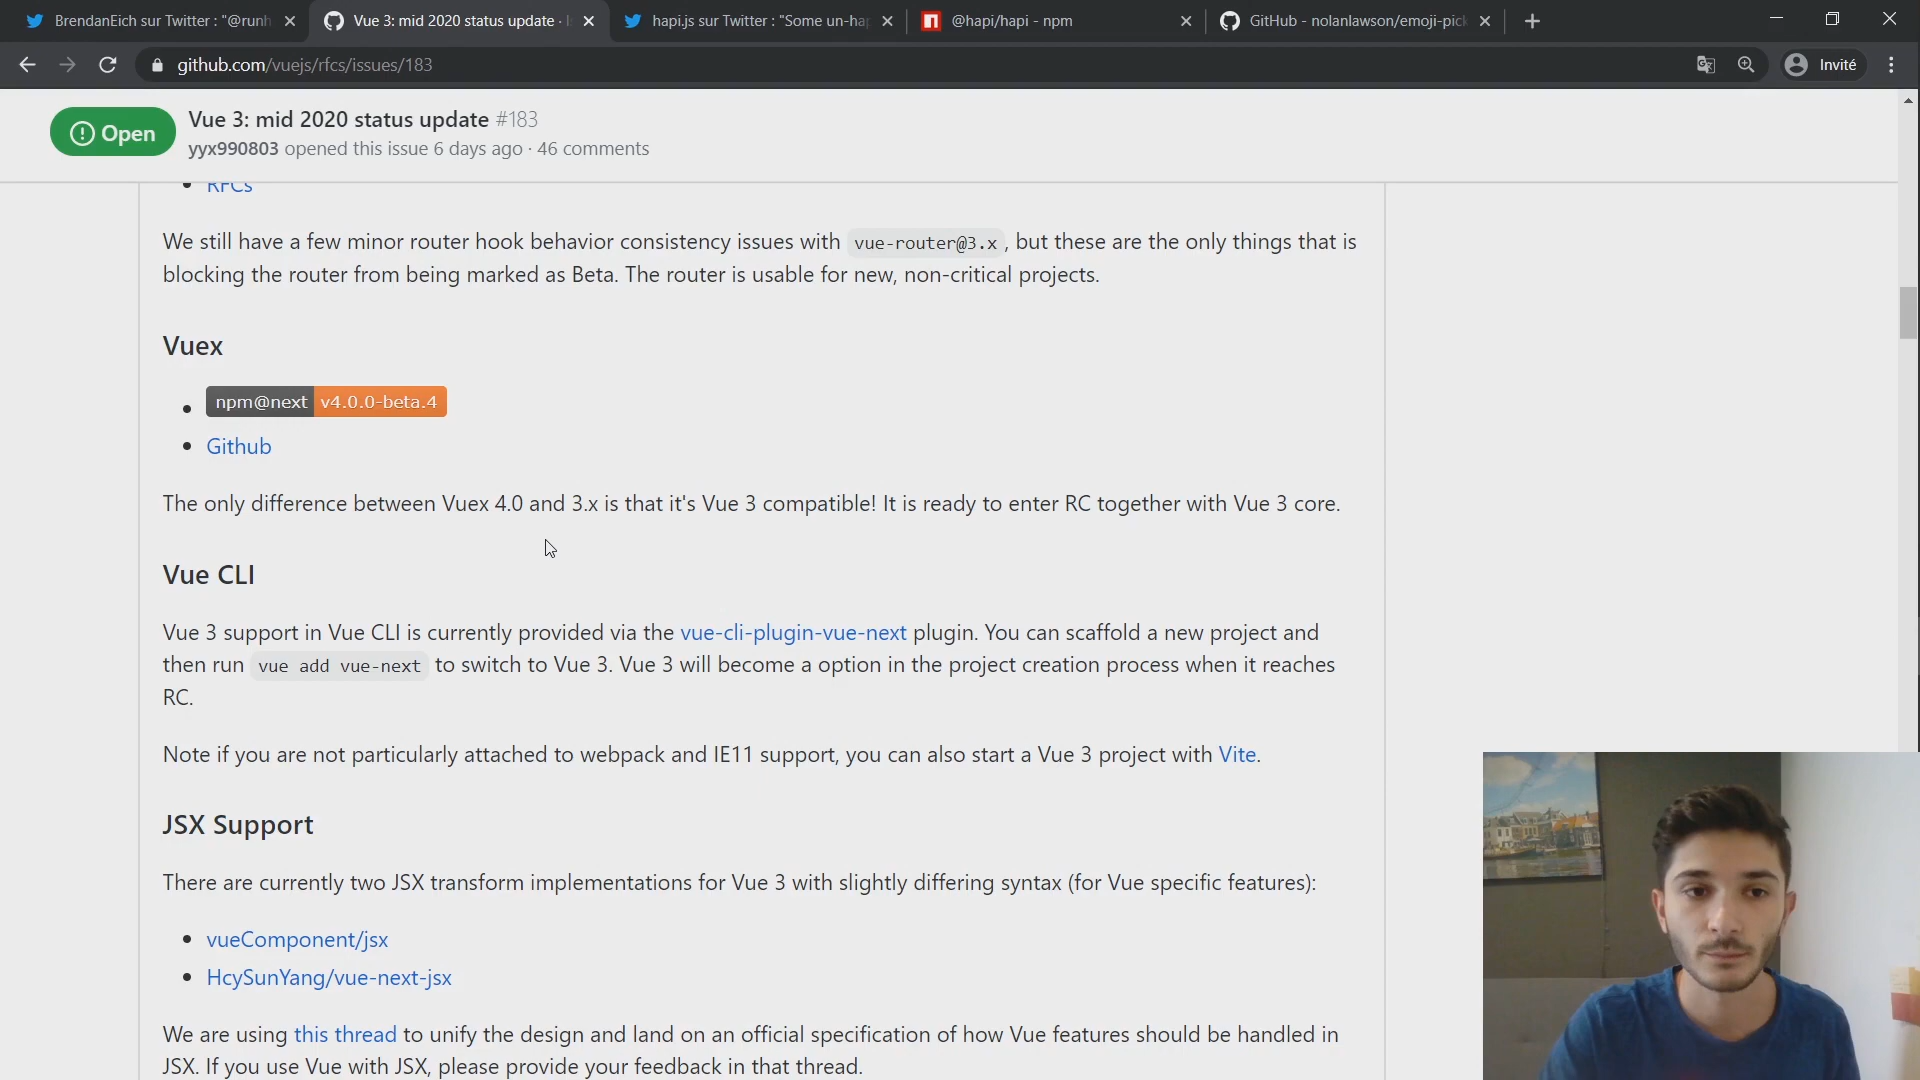 BrendanEich sur Twitter : "@runh
Vue 3: mid 2020 status update ·
hapi.js sur Twitter : "Some un-ha
@hapi/hapi - npm
GitHub - nolanlawson/emoji-pick
github.com/vuejs/rfcs/issues/183
Invité
Open
Vue 3: mid 2020 status update #183
yyx990803 opened this issue 6 days ago · 46 comments
• RFCs
We still have a few minor router hook behavior consistency issues with vue-router@3.x, but these are the only things that is
blocking the router from being marked as Beta. The router is usable for new, non-critical projects.
Vuex
• npm@next v4.0.0-beta.4
• Github
The only difference between Vuex 4.0 and 3.x is that it's Vue 3 compatible! It is ready to enter RC together with Vue 3 core.
Vue CLI
Vue 3 support in Vue CLI is currently provided via the vue-cli-plugin-vue-next plugin. You can scaffold a new project and
then run vue add vue-next to switch to Vue 3. Vue 3 will become a option in the project creation process when it reaches
RC.
Note if you are not particularly attached to webpack and IE11 support, you can also start a Vue 3 project with Vite.
JSX Support
There are currently two JSX transform implementations for Vue 3 with slightly differing syntax (for Vue specific features):
• vueComponent/jsx
• HcySunYang/vue-next-jsx
We are using this thread to unify the design and land on an official specification of how Vue features should be handled in
JSX. If you use Vue with JSX, please provide your feedback in that thread.